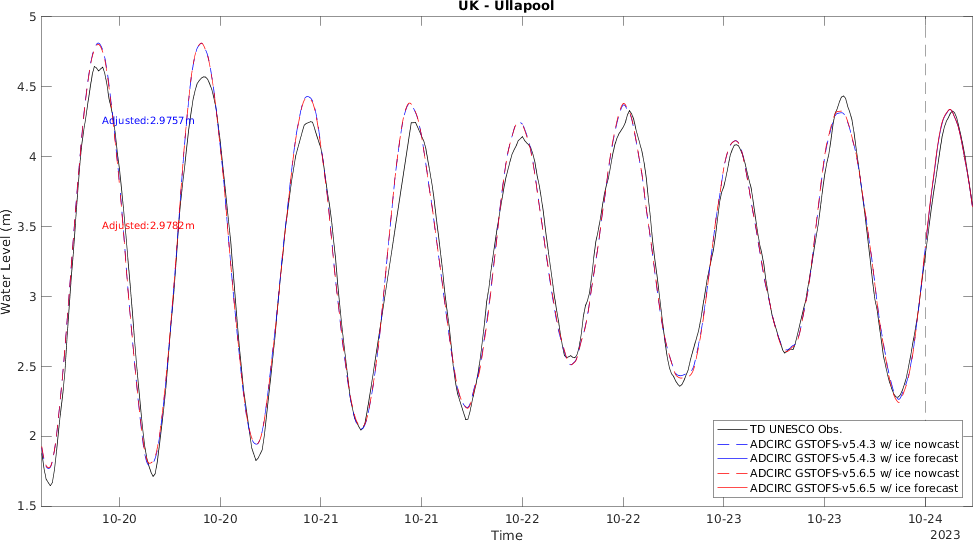 UK - Ullapool
5
4.5
4
3.5
3
2.5
2
1.5
Water Level (m)
Adjusted:2.9757m
Adjusted:2.9782m
TD UNESCO Obs.
ADCIRC GSTOFS-v5.4.3 w/ ice nowcast
ADCIRC GSTOFS-v5.4.3 w/ ice forecast
ADCIRC GSTOFS-v5.6.5 w/ ice nowcast
ADCIRC GSTOFS-v5.6.5 w/ ice forecast
10-20 10-20 10-21 10-21 10-22 10-22 10-23 10-23 10-24
Time
2023